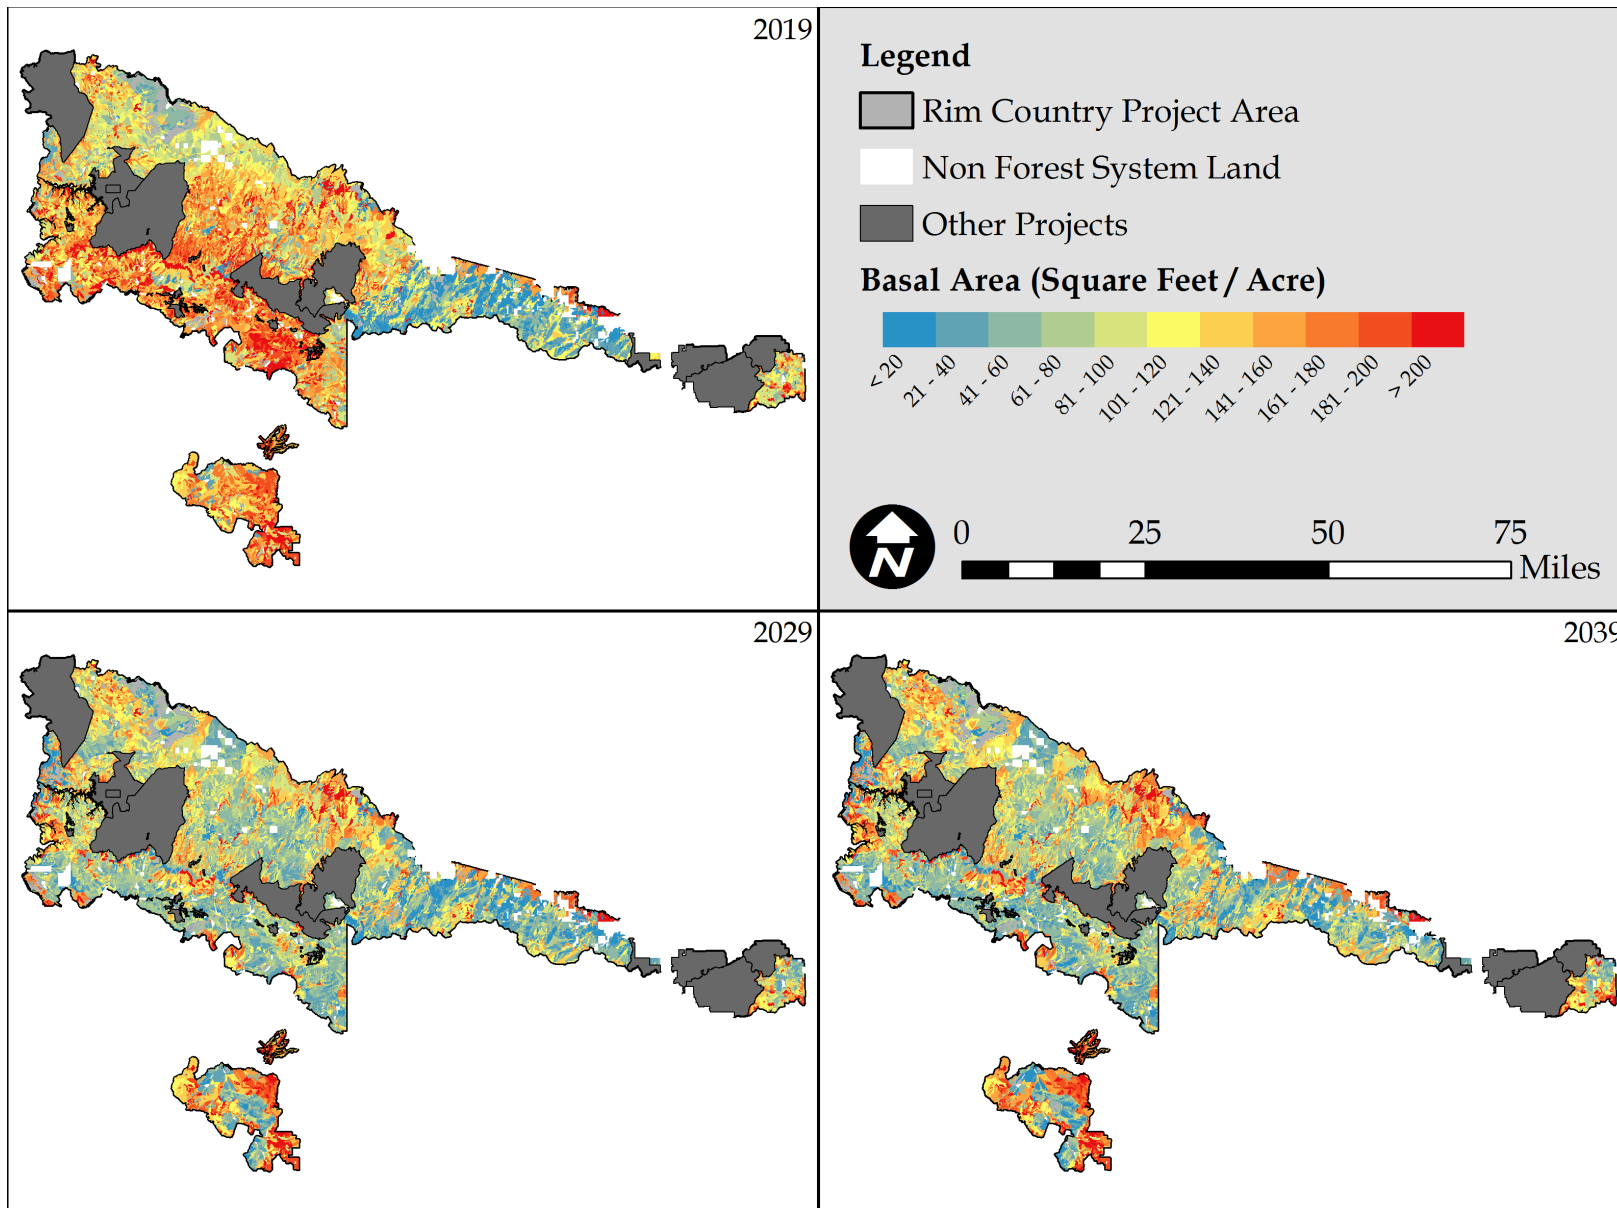 2019
Legend
Rim Country Project Area
Non Forest System Land
Other Projects
Basal Area (Square Feet / Acre)
< 20
21 - 40
41 - 60
61 - 80
81 - 100
101 - 120
121 - 140
141 - 160
161 - 180
181 - 200
> 200
N
0 25 50 75
Miles
2029
2039